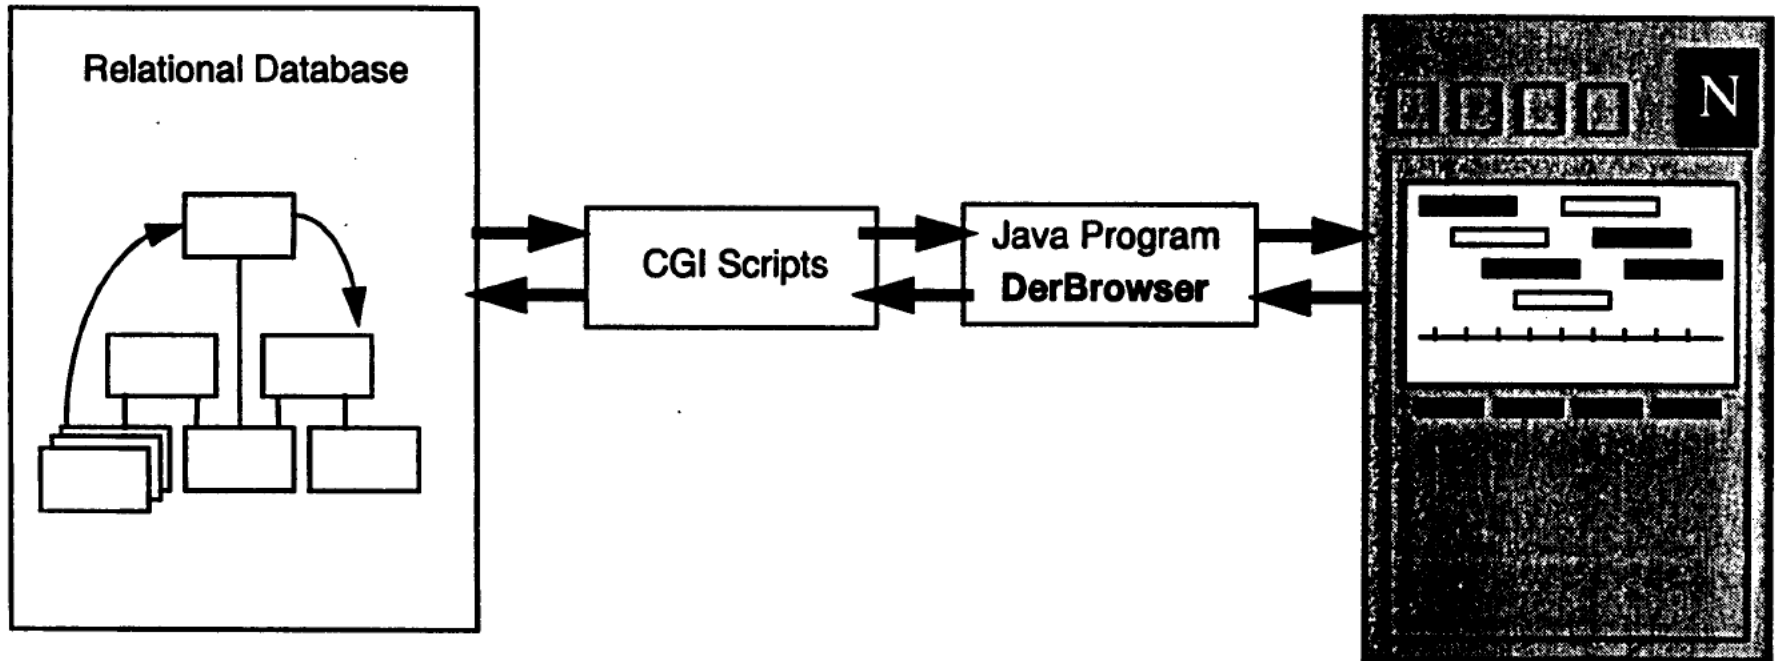 Relational Database
N
CGI Scripts
Java Program
DerBrowser